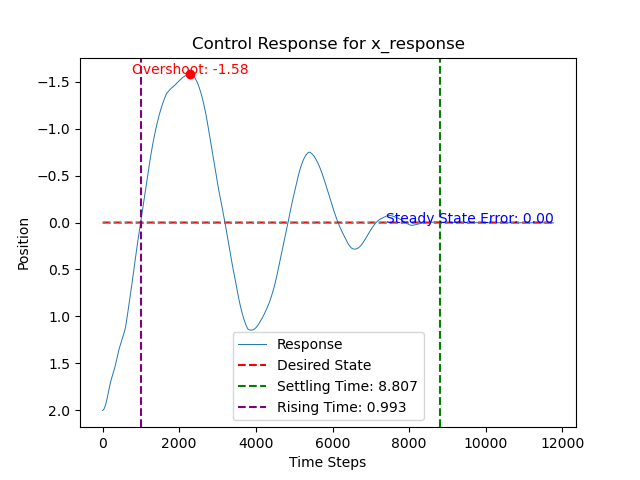 Control Response for x_response
Overshoot: -1.58
−1.5
−1.0
−0.5
0.0
0.5
1.0
1.5
2.0
Position
Steady State Error: 0.00
Response
Desired State
Settling Time: 8.807
Rising Time: 0.993
0 2000 4000 6000 8000 10000 12000
Time Steps